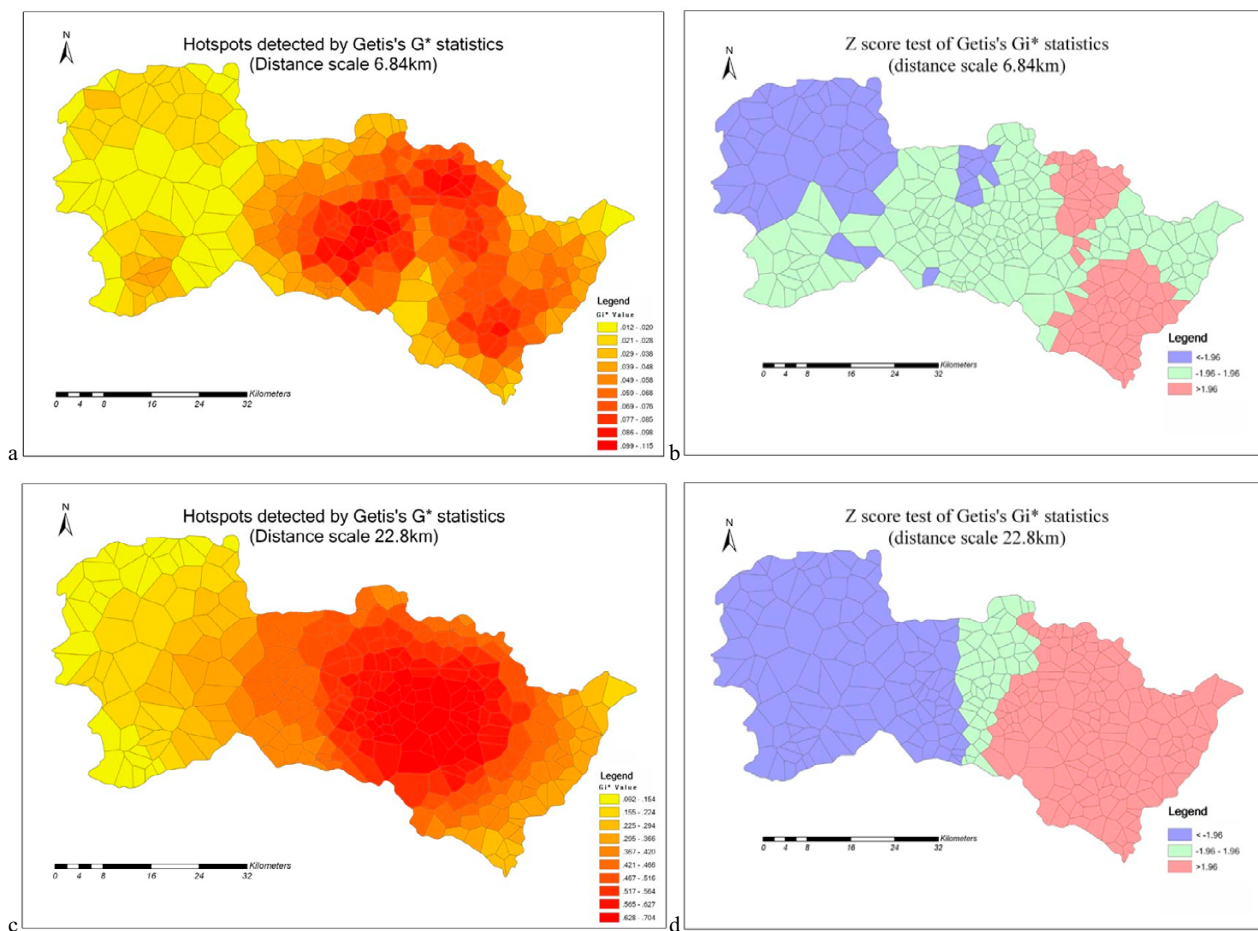 N
Hotspots detected by Getis's G* statistics
(Distance scale 6.84km)
Legend
Gi* Value
.012 - .020
.021 - .028
.029 - .038
.039 - .048
.049 - .058
.059 - .068
.069 - .076
.077 - .085
.086 - .098
.099 - .115
Kilometers
0 4 8 16 24 32
a
N
Z score test of Getis's Gi* statistics
(distance scale 6.84km)
Legend
<-1.96
-1.96 - 1.96
>1.96
Kilometers
0 2 4 8 16 24 32
b
N
Hotspots detected by Getis's G* statistics
(Distance scale 22.8km)
Legend
Gi* Value
.092 - .154
.155 - .224
.225 - .294
.295 - .366
.367 - .420
.421 - .466
.467 - .516
.517 - .564
.565 - .627
.628 - .704
Kilometers
0 4 8 16 24 32
c
N
Z score test of Getis's Gi* statistics
(distance scale 22.8km)
Legend
< -1.96
-1.96 - 1.96
>1.96
Kilometers
0 4 8 16 24 32
d